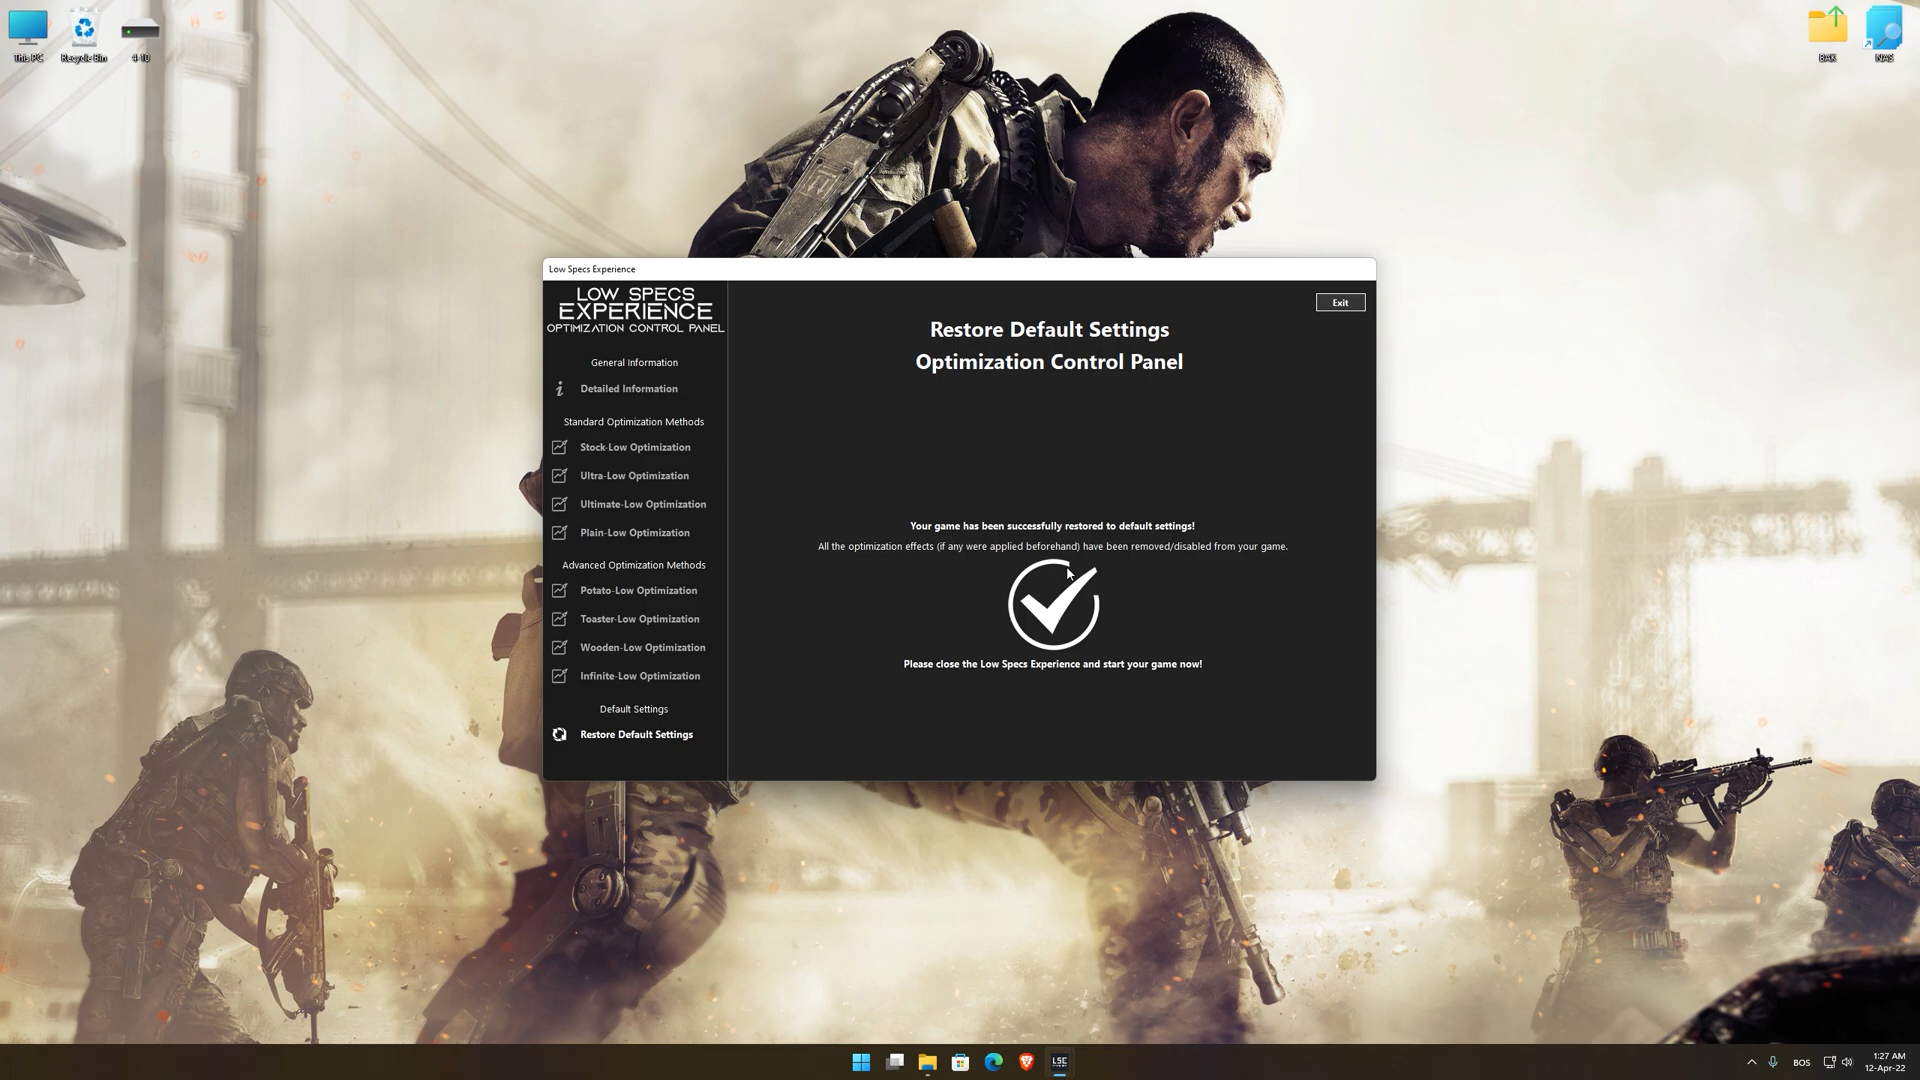 This PC
Recycle Bin
4-10
BAK
NAS
Low Specs Experience
LOW SPECS
EXPERIENCE
OPTIMIZATION CONTROL PANEL
General Information
Detailed Information
Standard Optimization Methods
Stock-Low Optimization
Ultra-Low Optimization
Ultimate-Low Optimization
Plain-Low Optimization
Advanced Optimization Methods
Potato-Low Optimization
Toaster-Low Optimization
Wooden-Low Optimization
Infinite-Low Optimization
Default Settings
Restore Default Settings
Exit
Restore Default Settings
Optimization Control Panel
Your game has been successfully restored to default settings!
All the optimization effects (if any were applied beforehand) have been removed/disabled from your game.
Please close the Low Specs Experience and start your game now!
LSE
BOS
1:27 AM
12-Apr-22